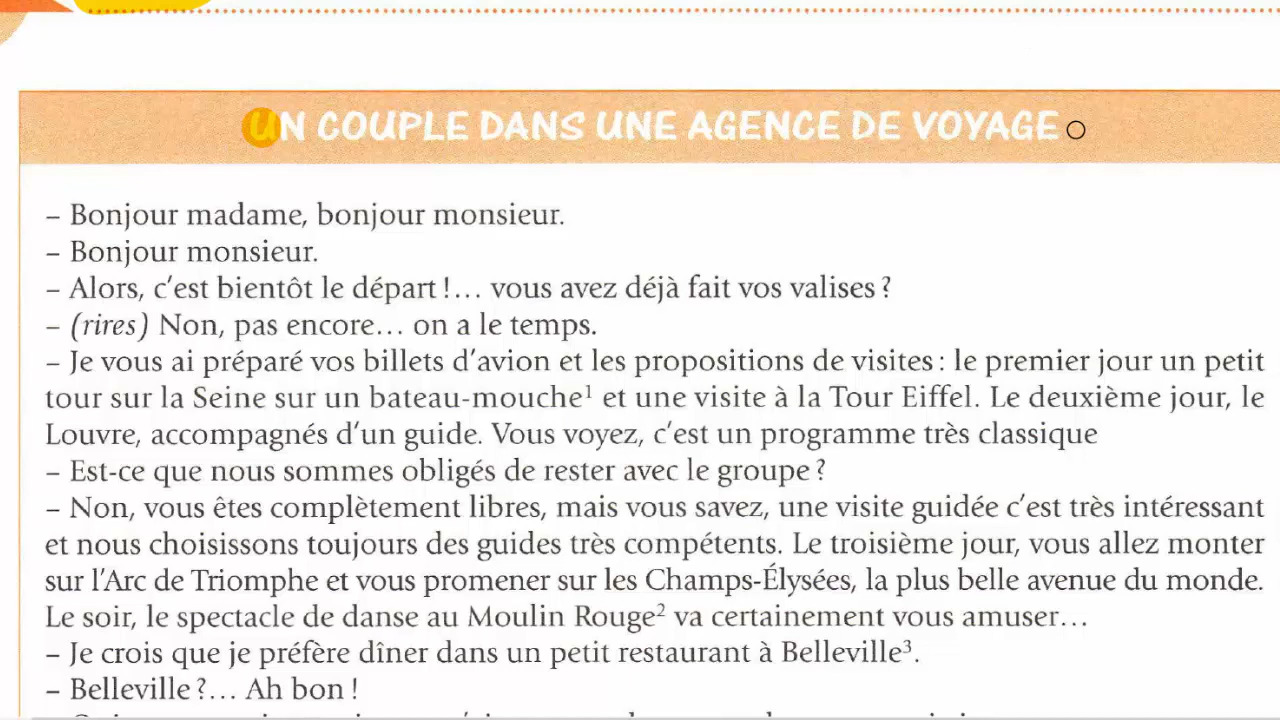 UN COUPLE DANS UNE AGENCE DE VOYAGE
– Bonjour madame, bonjour monsieur.
– Bonjour monsieur.
– Alors, c’est bientôt le départ !… vous avez déjà fait vos valises ?
– (rires) Non, pas encore… on a le temps.
– Je vous ai préparé vos billets d’avion et les propositions de visites : le premier jour un petit
tour sur la Seine sur un bateau-mouche¹ et une visite à la Tour Eiffel. Le deuxième jour, le
Louvre, accompagnés d’un guide. Vous voyez, c’est un programme très classique
– Est-ce que nous sommes obligés de rester avec le groupe ?
– Non, vous êtes complètement libres, mais vous savez, une visite guidée c’est très intéressant
et nous choisissons toujours des guides très compétents. Le troisième jour, vous allez monter
sur l’Arc de Triomphe et vous promener sur les Champs-Élysées, la plus belle avenue du monde.
Le soir, le spectacle de danse au Moulin Rouge² va certainement vous amuser…
– Je crois que je préfère dîner dans un petit restaurant à Belleville³.
– Belleville ?… Ah bon !